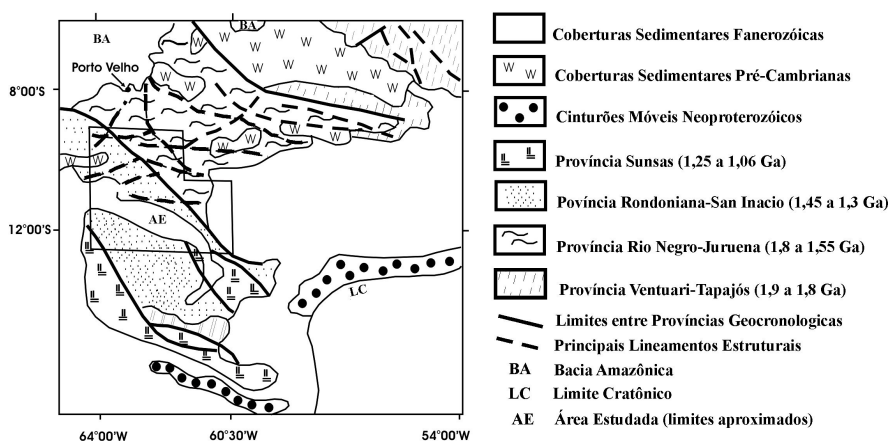 BA
BA
Porto Velho
8°00'S
12°00'S
AE
LC
64°00'W
60°30'W
54°00'W
Coberturas Sedimentares Fanerozóicas
Coberturas Sedimentares Pré-Cambrianas
Cinturões Móveis Neoproterozóicos
Província Sunsas (1,25 a 1,06 Ga)
Povíncia Rondoniana-San Inacio (1,45 a 1,3 Ga)
Província Rio Negro-Juruena (1,8 a 1,55 Ga)
Província Ventuari-Tapajós (1,9 a 1,8 Ga)
Limites entre Províncias Geocronologicas
Principais Lineamentos Estruturais
BA Bacia Amazônica
LC Limite Cratônico
AE Área Estudada (limites aproximados)